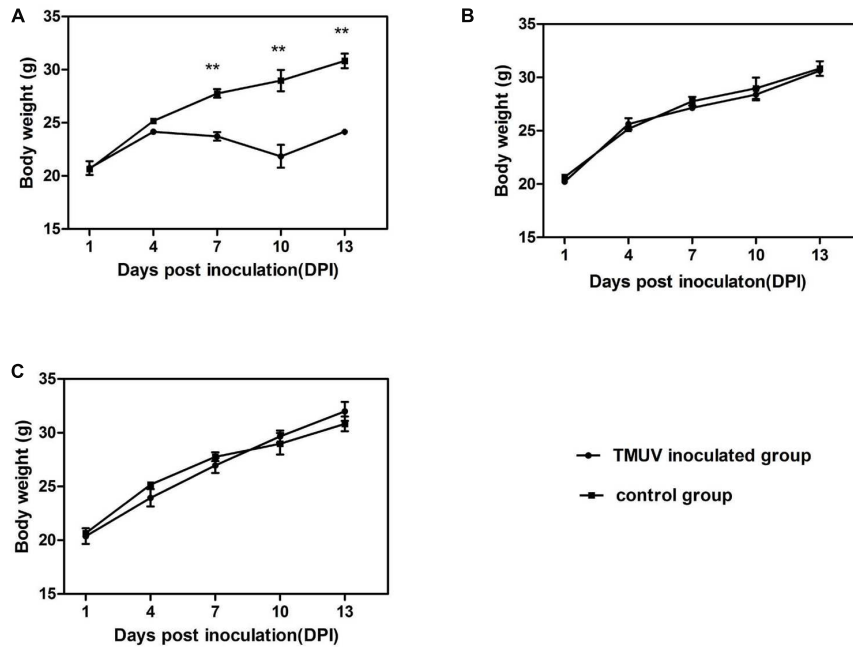 A
Body weight (g)
35
30
25
20
15
**
**
**
1 4 7 10 13
Days post inoculation(DPI)
B
Body weight (g)
35
30
25
20
15
1 4 7 10 13
Days post inoculaton(DPI)
C
Body weight (g)
35
30
25
20
15
1 4 7 10 13
Days post inoculation(DPI)
TMUV inoculated group
control group